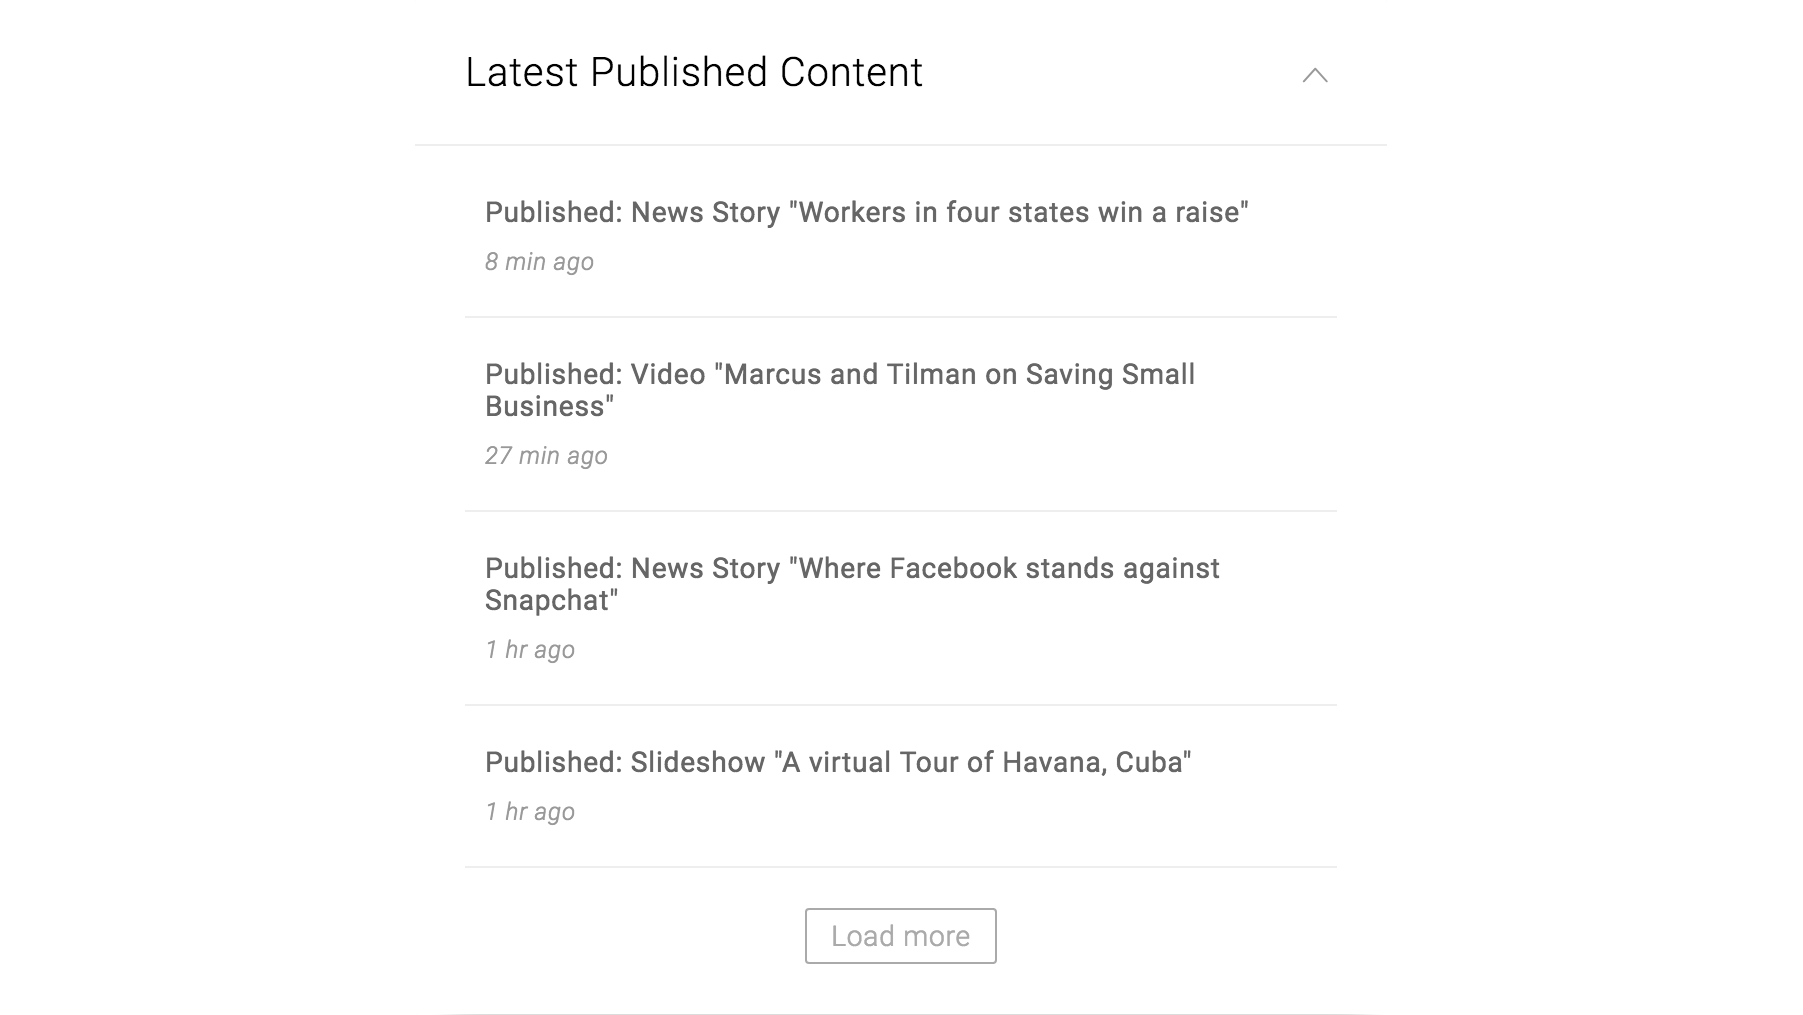 Latest Published Content
Published: News Story "Workers in four states win a raise"
8 min ago
Published: Video "Marcus and Tilman on Saving Small
Business"
27 min ago
Published: News Story "Where Facebook stands against
Snapchat"
1 hr ago
Published: Slideshow "A virtual Tour of Havana, Cuba"
1 hr ago
Load more